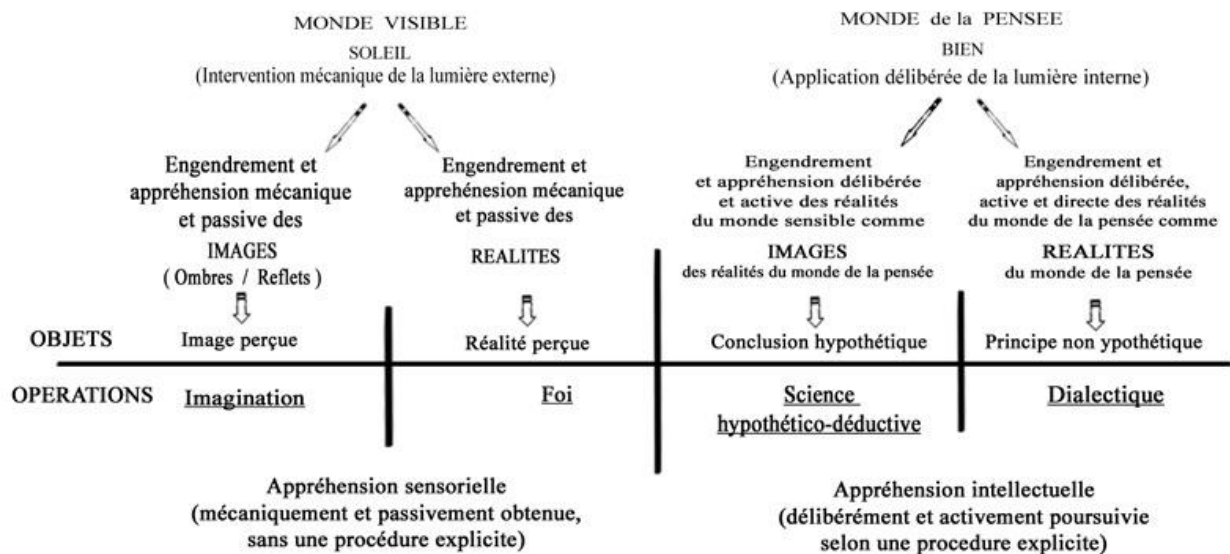 MONDE VISIBLE
SOLEIL
(Intervention mécanique de la lumière externe)
MONDE de la PENSEE
BIEN
(Application délibérée de la lumière interne)
Engendrement et
appréhension mécanique
et passive des
IMAGES
( Ombres / Reflets )
Engendrement et
apprehénesion mécanique
et passive des
REALITES
Engendrement
et appréhension délibérée
et active des réalités
du monde sensible comme
IMAGES
des réalités du monde de la pensée
Engendrement et
appréhension délibérée,
active et directe des réalités
du monde de la pensée comme
REALITES
du monde de la pensée
OBJETS
Image perçue
Réalité perçue
Conclusion hypothétique
Principe non ypothétique
OPERATIONS
Imagination
Foi
Science
hypothético-déductive
Dialectique
Appréhension sensorielle
(mécaniquement et passivement obtenue,
sans une procédure explicite)
Appréhension intellectuelle
(délibérément et activement poursuivie
selon une procedure explicite)